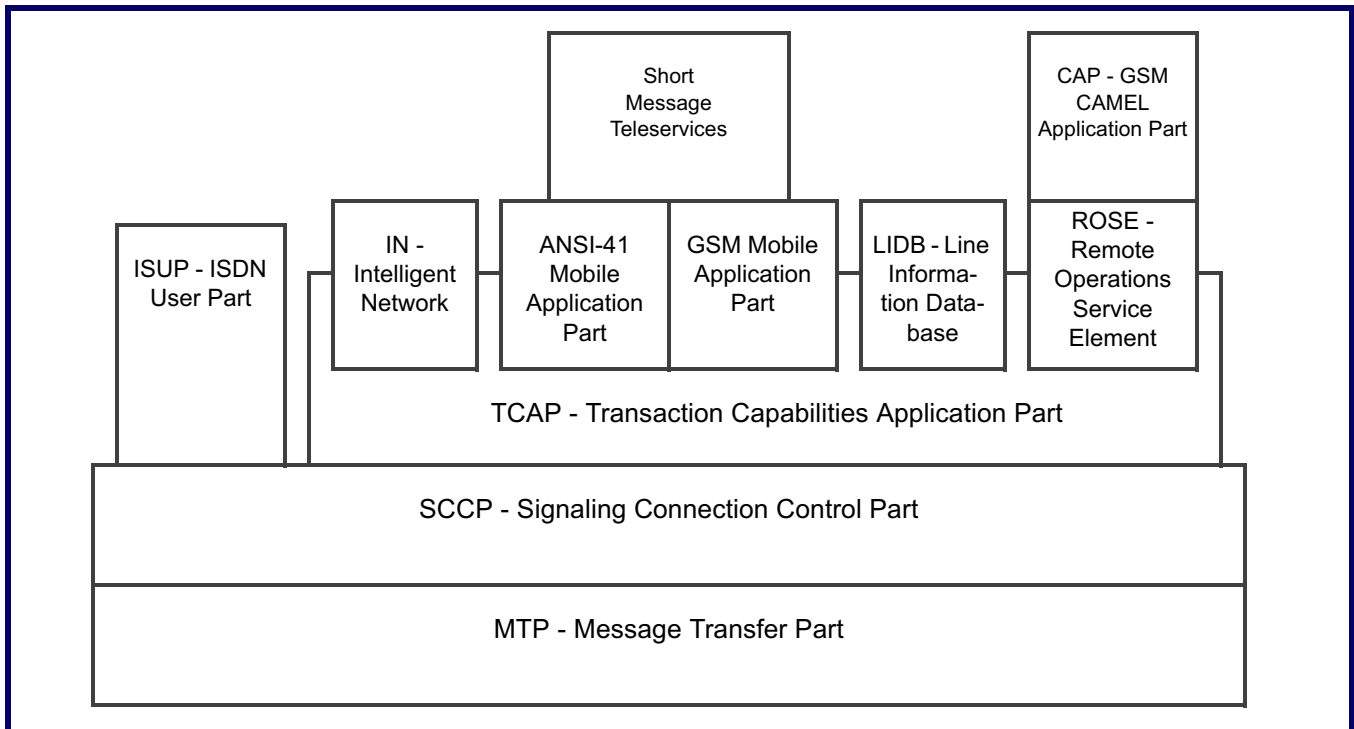 Short
Message
Teleservices
CAP - GSM
CAMEL
Application Part
ISUP - ISDN
User Part
IN -
Intelligent
Network
ANSI-41
Mobile
Application
Part
GSM Mobile
Application
Part
LIDB - Line
Informa-
tion Data-
base
ROSE -
Remote
Operations
Service
Element
TCAP - Transaction Capabilities Application Part
SCCP - Signaling Connection Control Part
MTP - Message Transfer Part